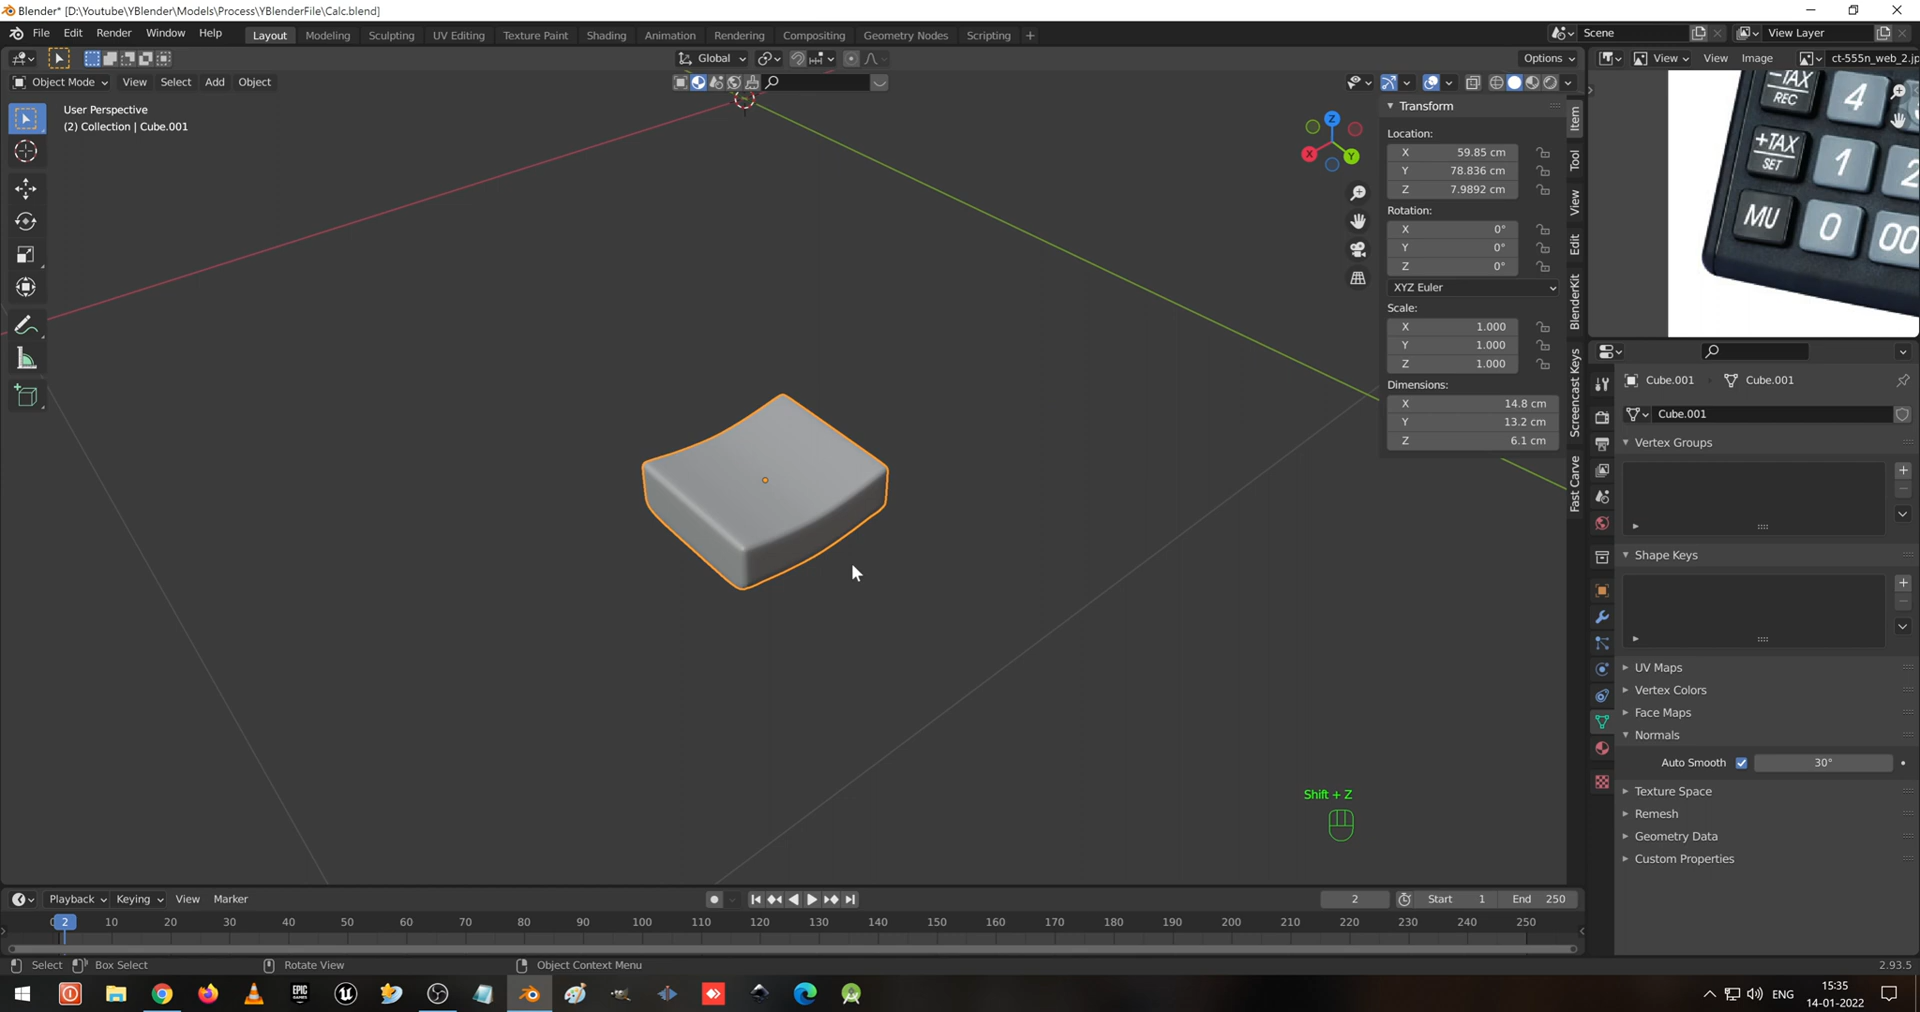 Blender* [D:\Youtube\YBlender\Models\Process\YBlenderFile\Calc.blend]
File Edit Render Window Help Layout Modeling Sculpting UV Editing Texture Paint Shading Animation Rendering Compositing Geometry Nodes Scripting + Scene View Layer
Global Options View View Image ct-555n_web_2.jp
Object Mode View Select Add Object
User Perspective
(2) Collection | Cube.001
Transform
Location:
X 59.85 cm
Y 78.836 cm
Z 7.9892 cm
Rotation:
X 0°
Y 0°
Z 0°
XYZ Euler
Scale:
X 1.000
Y 1.000
Z 1.000
Dimensions:
X 14.8 cm
Y 13.2 cm
Z 6.1 cm
Item
Tool
View
Edit
BlenderKit
Screencast Keys
Fast Carve
Z
X
Y
-TAX
REC
4
+TAX
SET
1
2
MU
0
00
Cube.001 Cube.001
Cube.001
Vertex Groups
Shape Keys
UV Maps
Vertex Colors
Face Maps
Normals
Auto Smooth 30°
Texture Space
Remesh
Geometry Data
Custom Properties
Shift + Z
Playback Keying View Marker 2 Start 1 End 250
2 10 20 30 40 50 60 70 80 90 100 110 120 130 140 150 160 170 180 190 200 210 220 230 240 250
Select Box Select Rotate View Object Context Menu 2.93.5
EPIC GAMES
ENG
15:35
14-01-2022